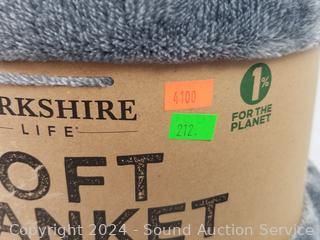 RKSHIRE
LIFE
4100
212.
1%
FOR THE
PLANET
OFT
ANKET
Copyright 2024 - Sound Auction Service